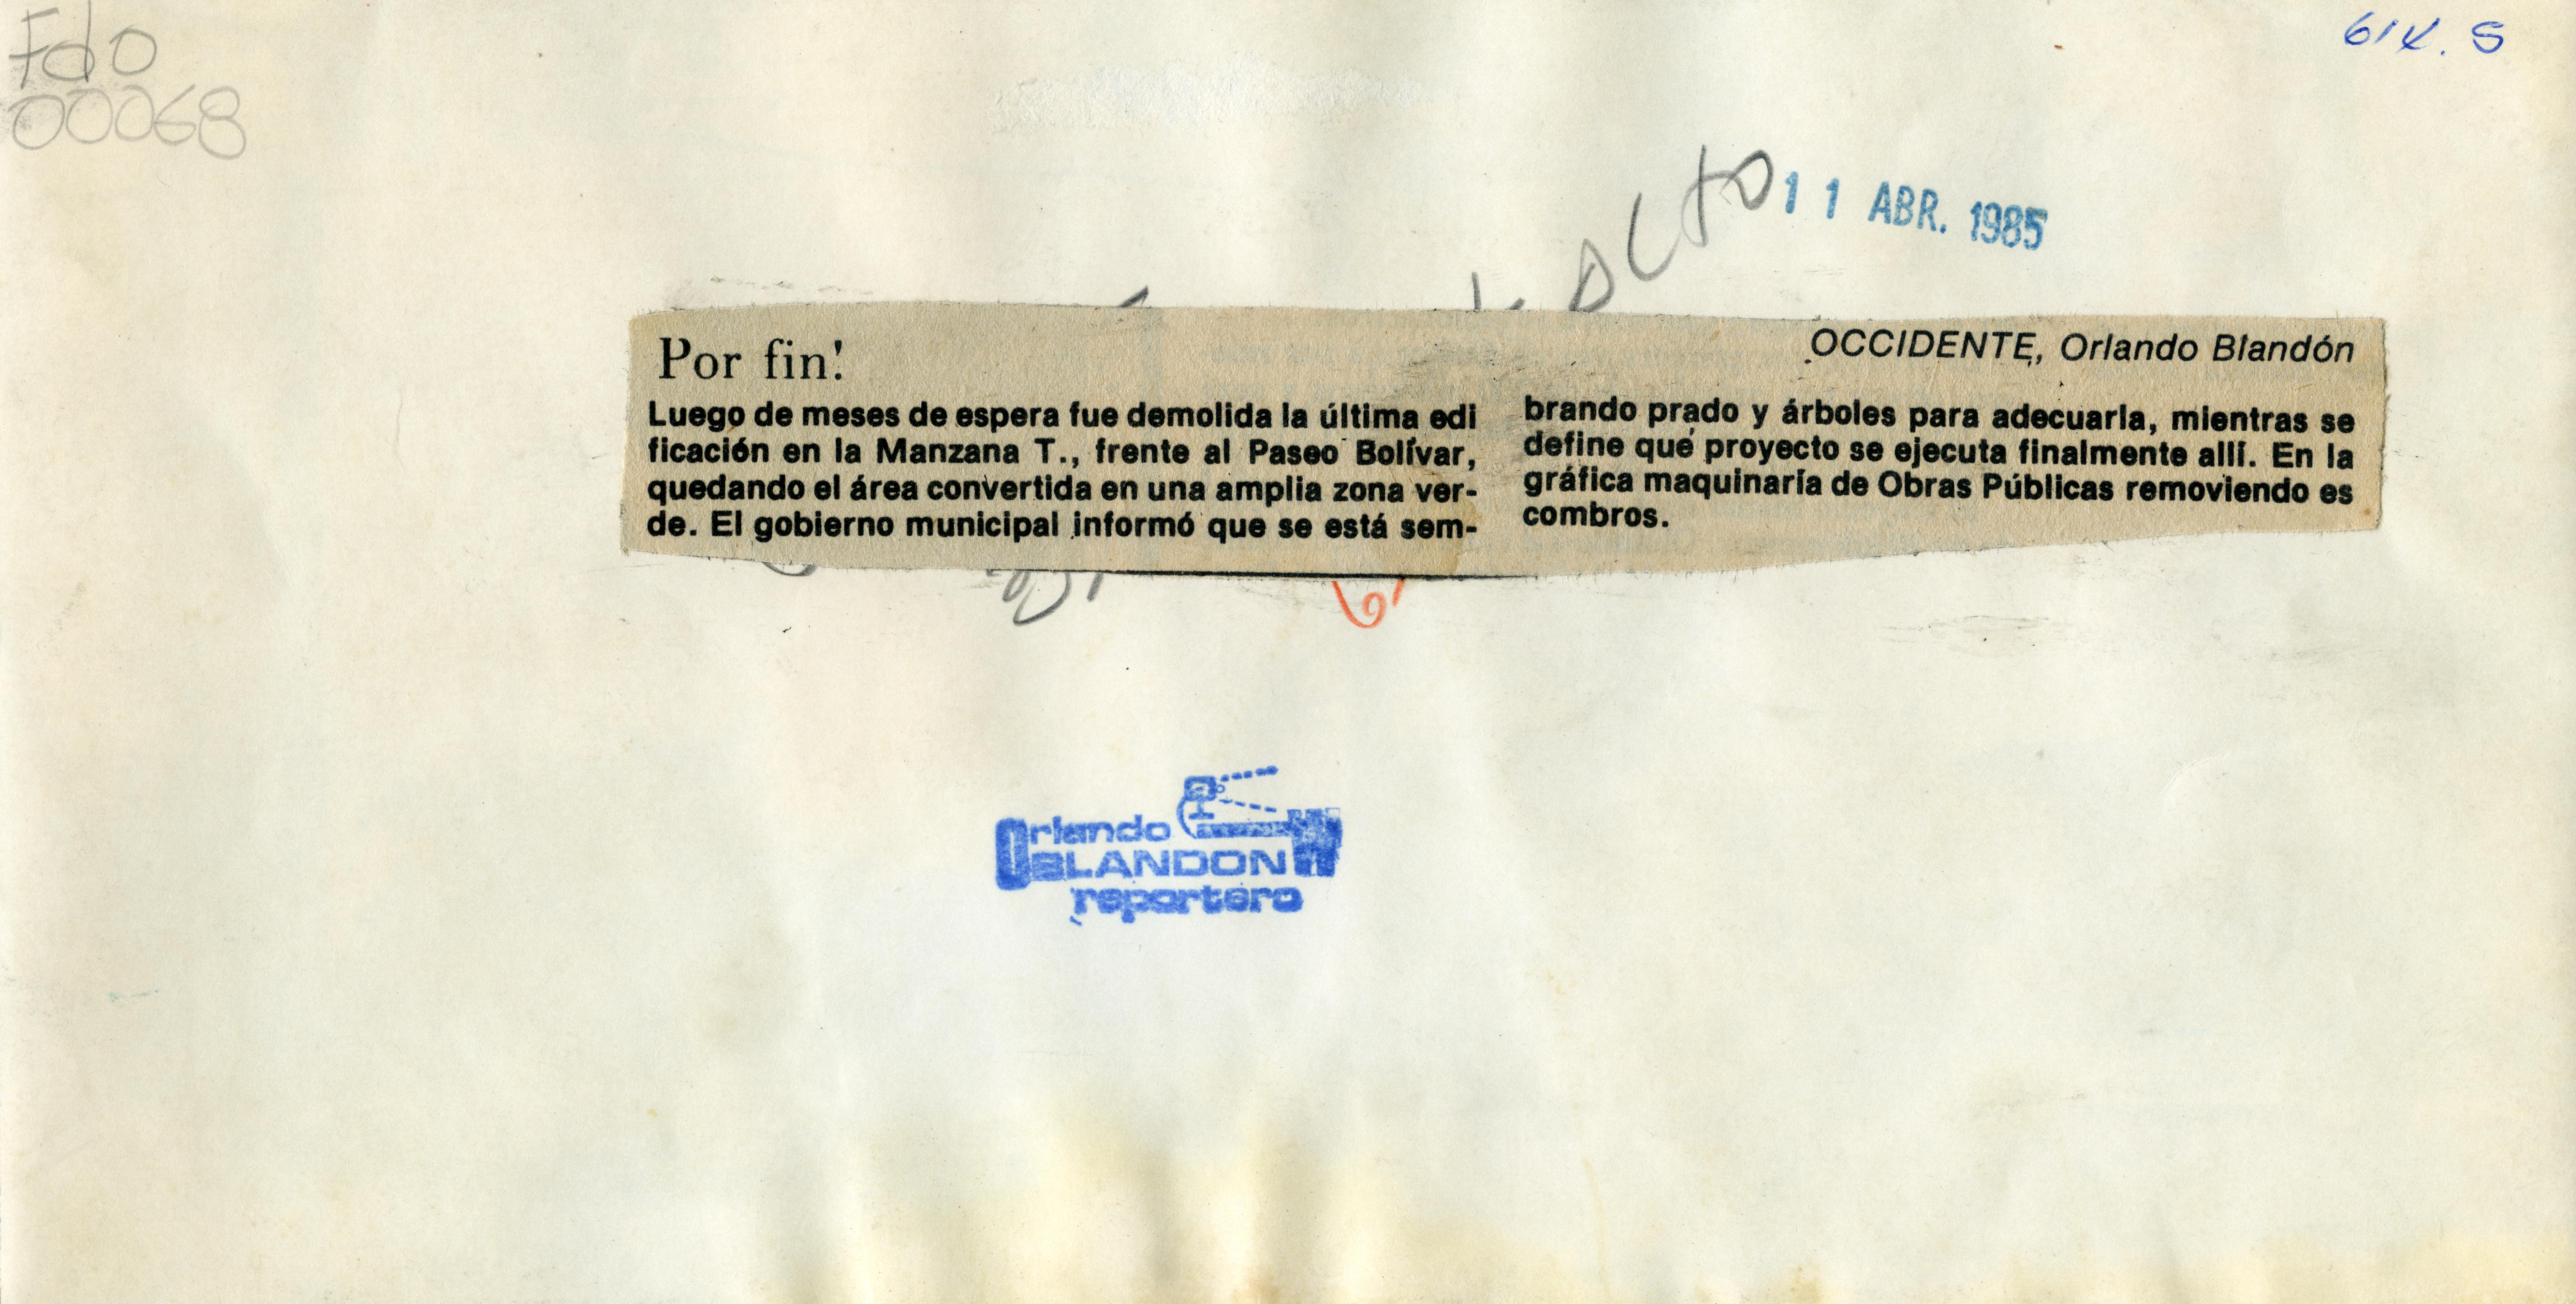 Fdo
00068
614. S
11 ABR. 1985
Por fin!
OCCIDENTE, Orlando Blandón
Luego de meses de espera fue demolida la última edi
ficación en la Manzana T., frente al Paseo Bolívar,
quedando el área convertida en una amplia zona ver-
de. El gobierno municipal informó que se está sem-
brando prado y árboles para adecuarla, mientras se
define qué proyecto se ejecuta finalmente allí. En la
gráfica maquinaría de Obras Públicas removiendo es
combros.
Orlando
BLANDON
reportero